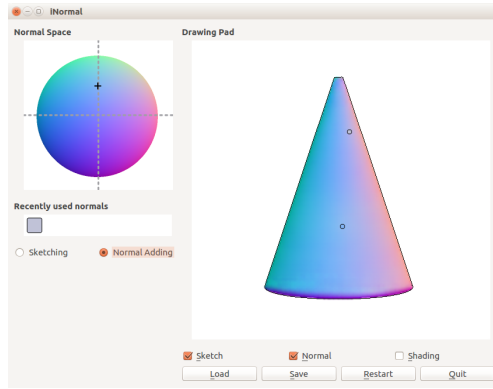 iNormal
Normal Space
Drawing Pad
Recently used normals
Sketching
Normal Adding
Sketch
Normal
Shading
Load
Save
Restart
Quit